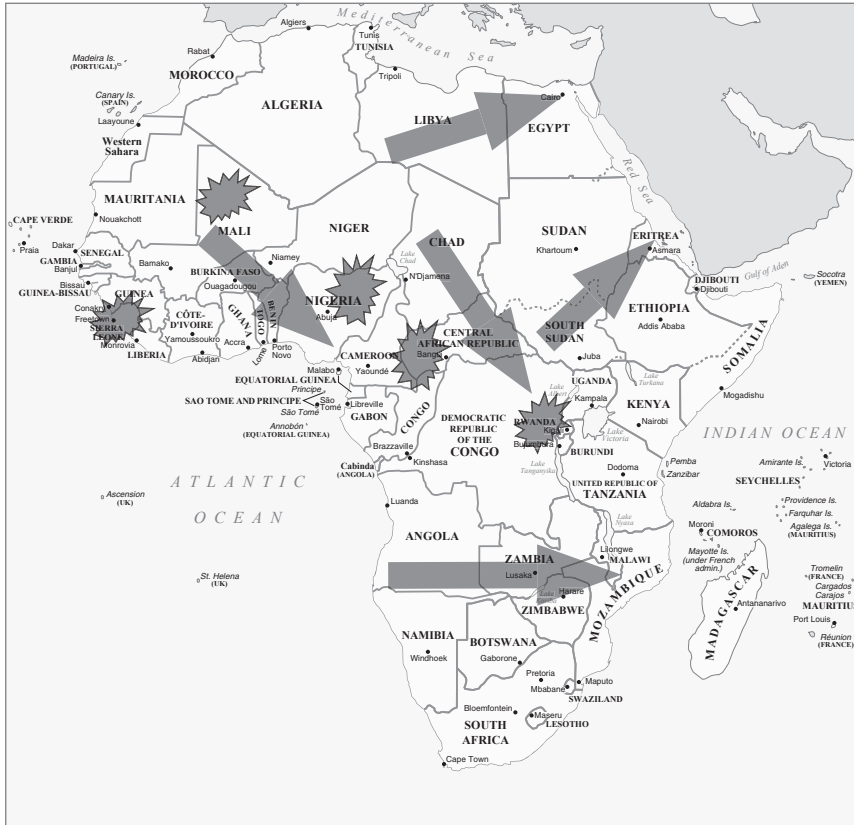 Mediterranean Sea
Algiers
Tunis
TUNISIA
Rabat
Madeira Is.
(PORTUGAL)
MOROCCO
Tripoli
Canary Is.
(SPAIN)
Laayoune
ALGERIA
LIBYA
Cairo
EGYPT
Western
Sahara
Red Sea
MAURITANIA
Nouakchott
MALI
NIGER
CHAD
SUDAN
Khartoum
ERITREA
Asmara
CAPE VERDE
Praia
Dakar
SENEGAL
GAMBIA
Banjul
Bissau
GUINEA-BISSAU
Bamako
Niamey
BURKINA FASO
Ouagadougou
Lake
Chad
N'Djamena
DJIBOUTI
Djibouti
Gulf of Aden
Socotra
(YEMEN)
GUINEA
Conakry
Freetown
SIERRA
LEONE
Monrovia
LIBERIA
CÔTE-
D'IVOIRE
Yamoussoukro
Abidjan
GHANA
Accra
TOGO
Lome
BENIN
Porto
Novo
NIGERIA
Abuja
CAMEROON
Yaoundé
CENTRAL
AFRICAN REPUBLIC
Bangui
SOUTH
SUDAN
Juba
ETHIOPIA
Addis Ababa
SOMALIA
Mogadishu
Malabo
EQUATORIAL GUINEA
Príncipe
SAO TOME AND PRINCIPE
São
Tomé
São Tomé
Annobón
(EQUATORIAL GUINEA)
Libreville
GABON
CONGO
Brazzaville
Kinshasa
Cabinda
(ANGOLA)
DEMOCRATIC
REPUBLIC
OF THE
CONGO
Lake
Albert
UGANDA
Kampala
Lake
Turkana
KENYA
Nairobi
RWANDA
Kigali
Bujumbura
BURUNDI
Lake
Victoria
Lake
Tanganyika
Dodoma
UNITED REPUBLIC OF
TANZANIA
Pemba
Zanzibar
INDIAN OCEAN
Amirante Is.
Victoria
SEYCHELLES
Providence Is.
Aldabra Is.
Farquhar Is.
Agalega Is.
(MAURITIUS)
ATLANTIC
OCEAN
Ascension
(UK)
St. Helena
(UK)
Luanda
ANGOLA
ZAMBIA
Lusaka
Lake
Nyasa
Lilongwe
MALAWI
Moroni
COMOROS
Mayotte Is.
(under French
admin.)
Tromelin
(FRANCE)
Cargados
Carajos
MAURITIUS
Port Louis
Réunion
(FRANCE)
MADAGASCAR
Antananarivo
Lake
Harare
ZIMBABWE
MOZAMBIQUE
NAMIBIA
Windhoek
BOTSWANA
Gaborone
Pretoria
Mbabane
Maputo
SWAZILAND
Bloemfontein
Maseru
LESOTHO
SOUTH
AFRICA
Cape Town